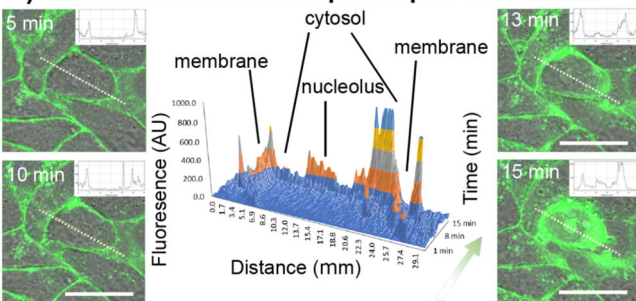 5 min
10 min
13 min
15 min
cytosol
membrane
membrane
nucleolus
Fluoresence (AU)
1000.0
800.0
600.0
400.0
200.0
0.0
0.0
1.7
3.4
5.1
6.9
8.6
10.3
12.0
13.7
15.4
17.1
18.8
20.6
22.3
24.0
25.7
27.4
29.1
Distance (mm)
Time (min)
15 min
8 min
1 min